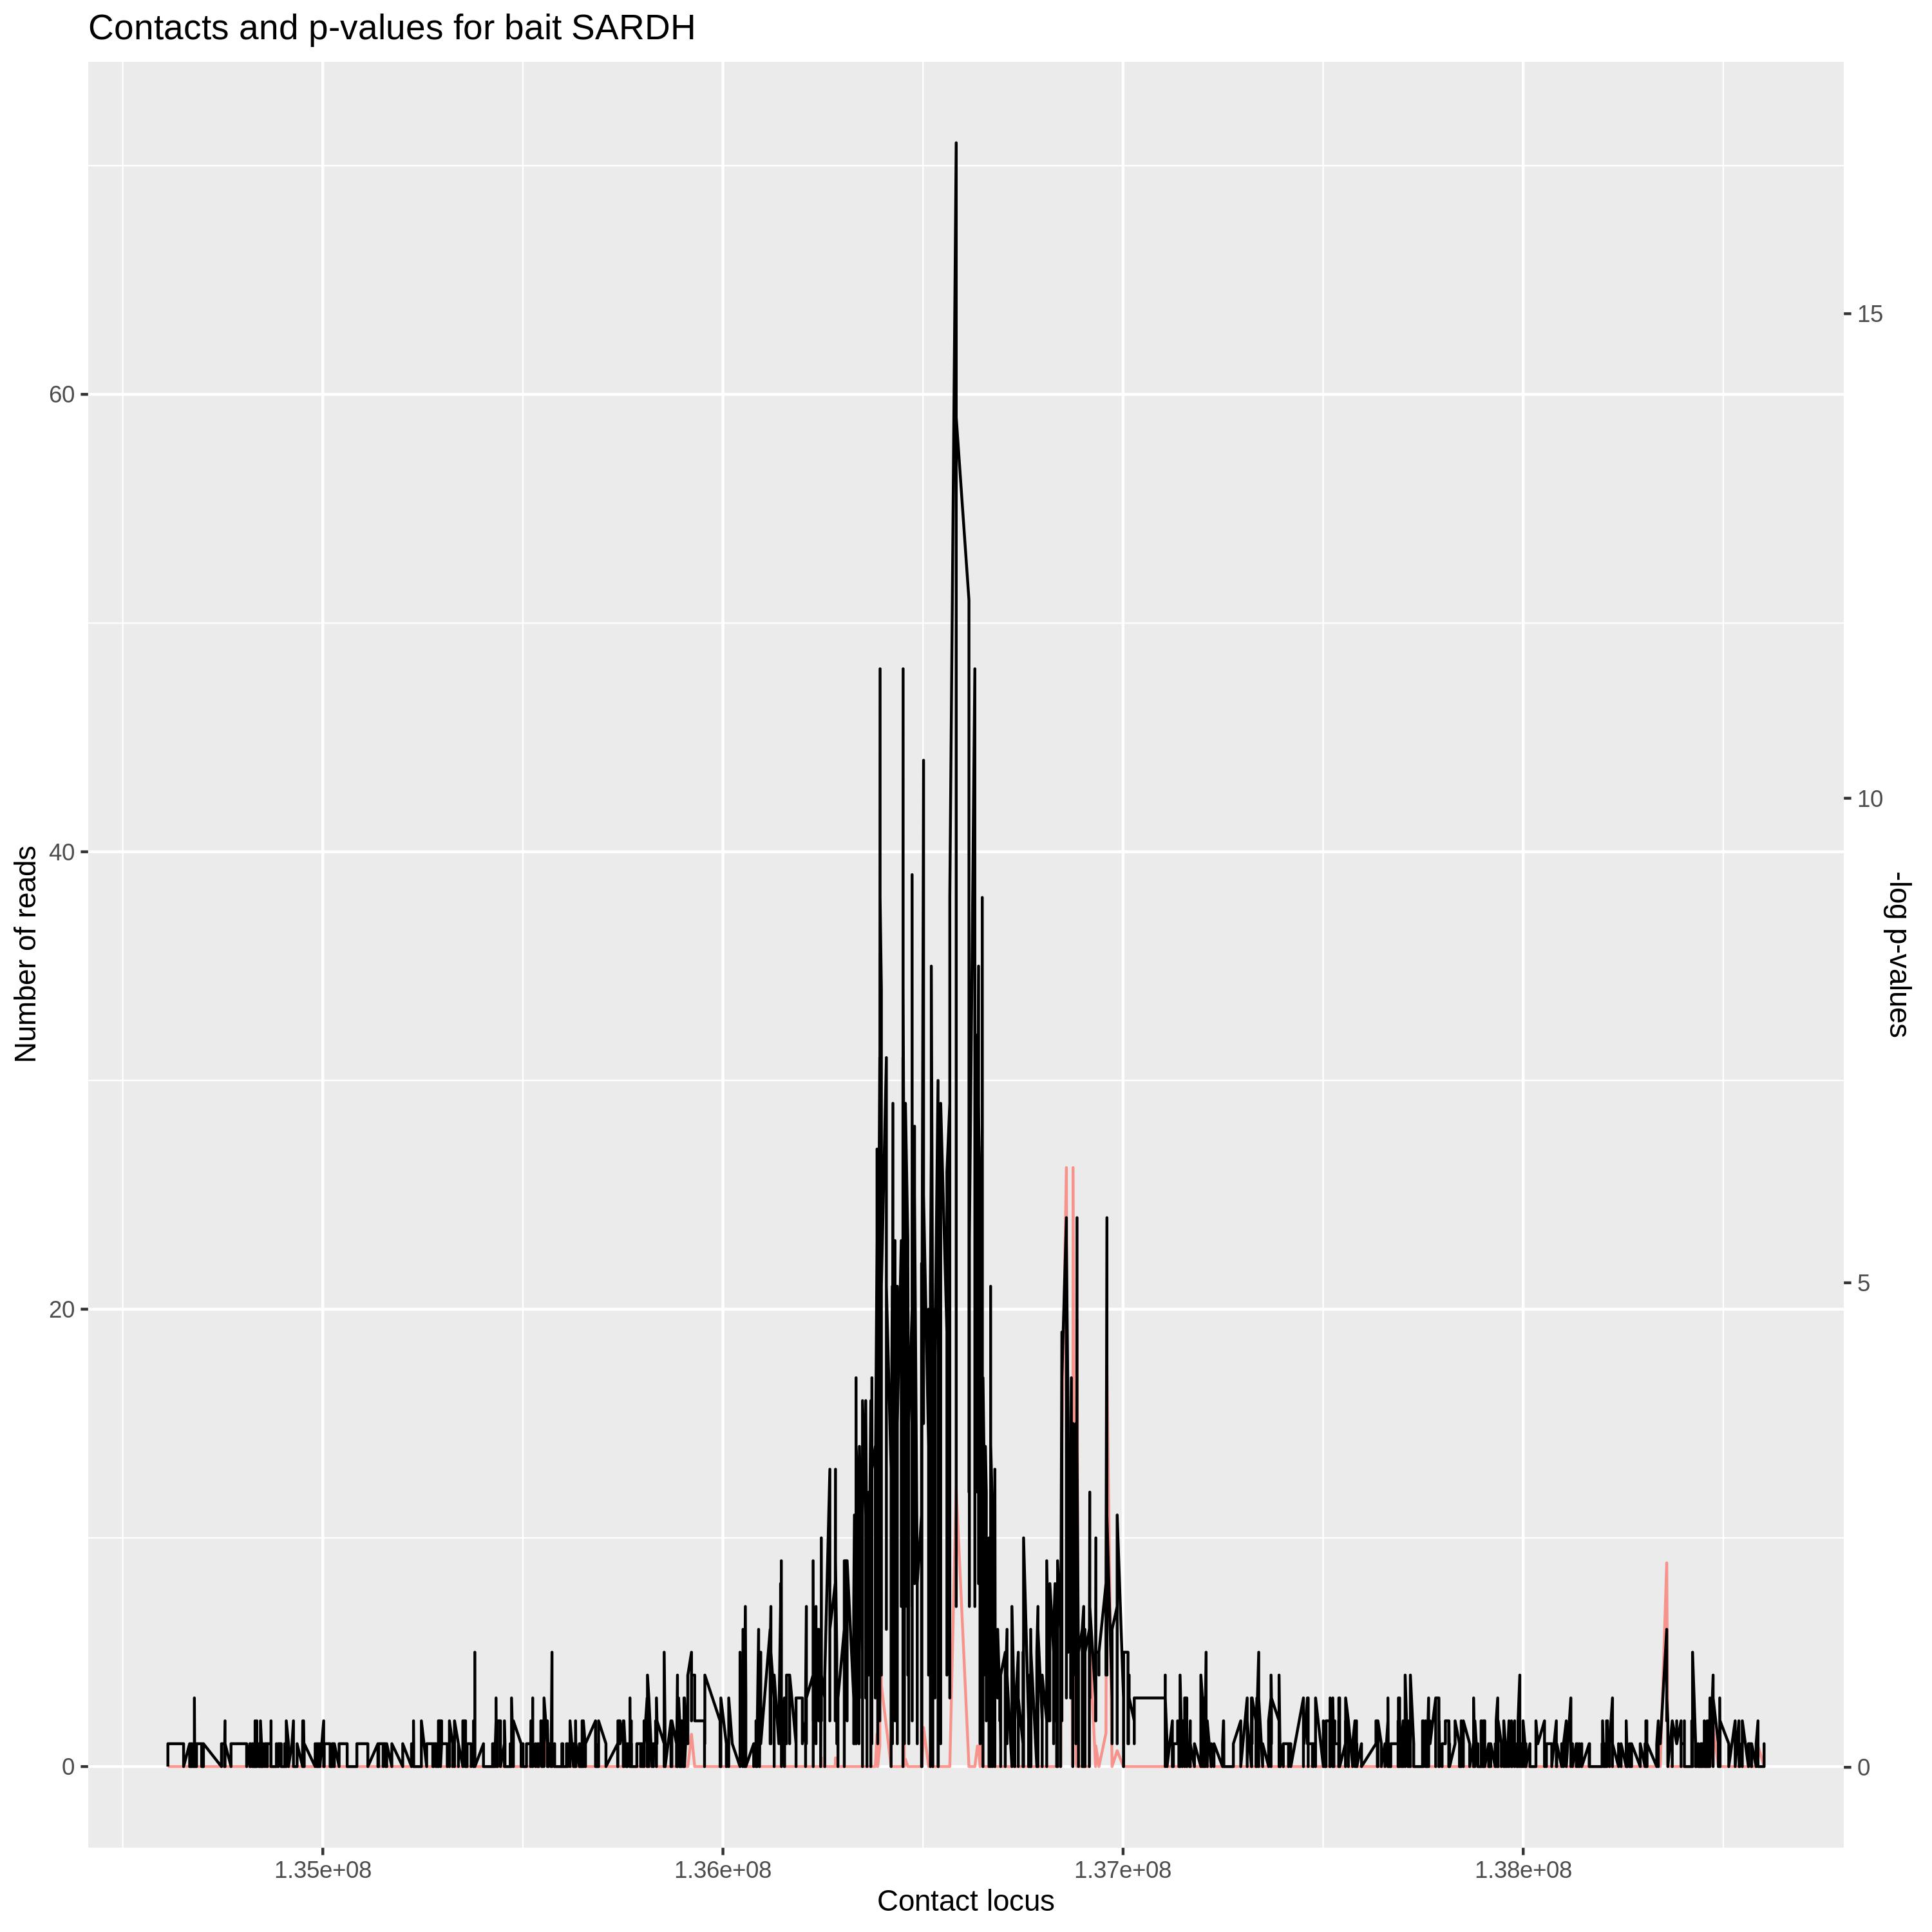 Contacts and p-values for bait SARDH
Number of reads
60
40
20
0
15
10
5
0
-log p-values
1.35e+08 1.36e+08 1.37e+08 1.38e+08
Contact locus